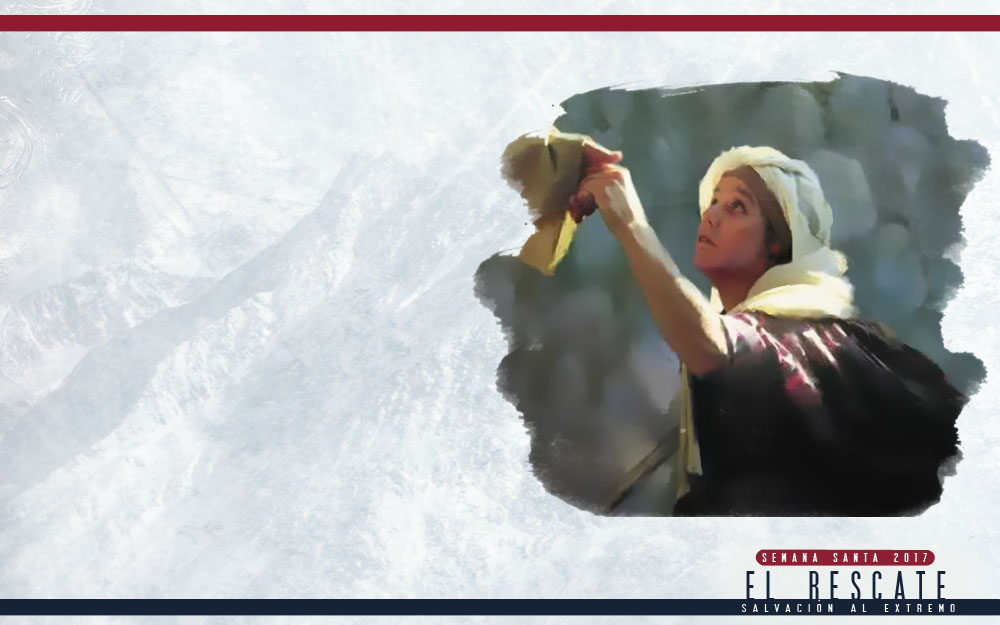 SEMANA SANTA 2017
EL RESCATE
SALVACIÓN AL EXTREMO